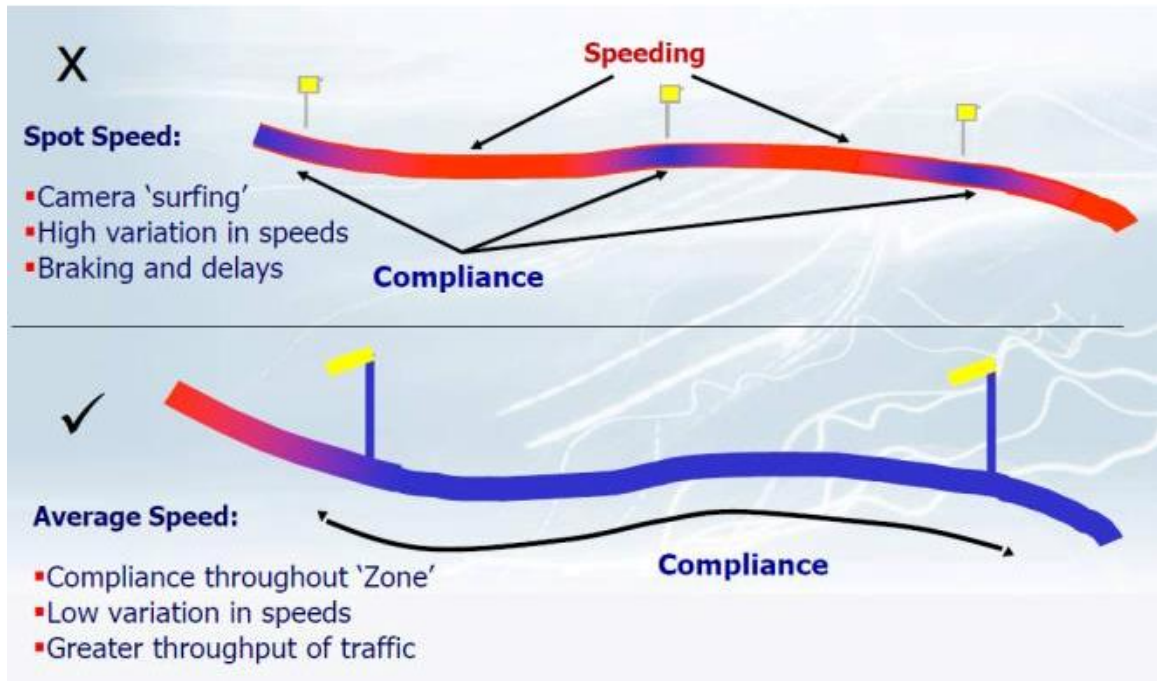 X
Speeding
Spot Speed:
▪Camera ‘surfing’
▪High variation in speeds
▪Braking and delays
Compliance
✓
Average Speed:
▪Compliance throughout ‘Zone’
▪Low variation in speeds
▪Greater throughput of traffic
Compliance